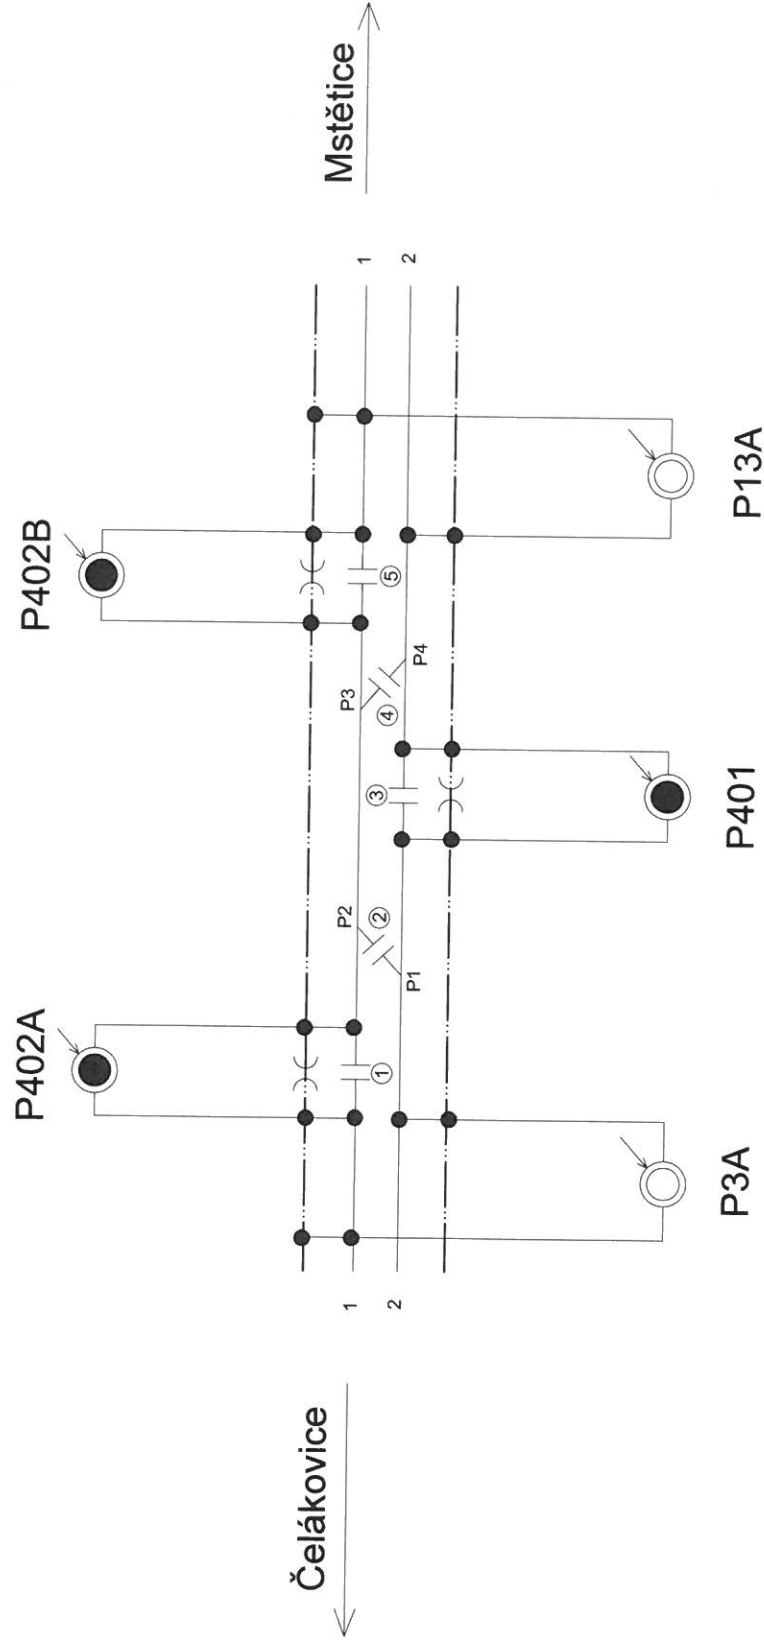 Čelákovice
Mstětice
P402A
P402B
1
1
2
2
①
②
③
④
⑤
P1
P2
P3
P4
P3A
P401
P13A